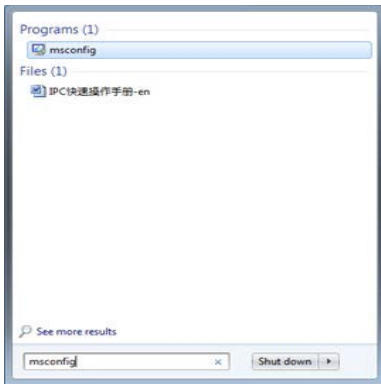 Programs (1)
msconfig
Files (1)
IPC快速操作手册-en
See more results
msconfig
Shut down